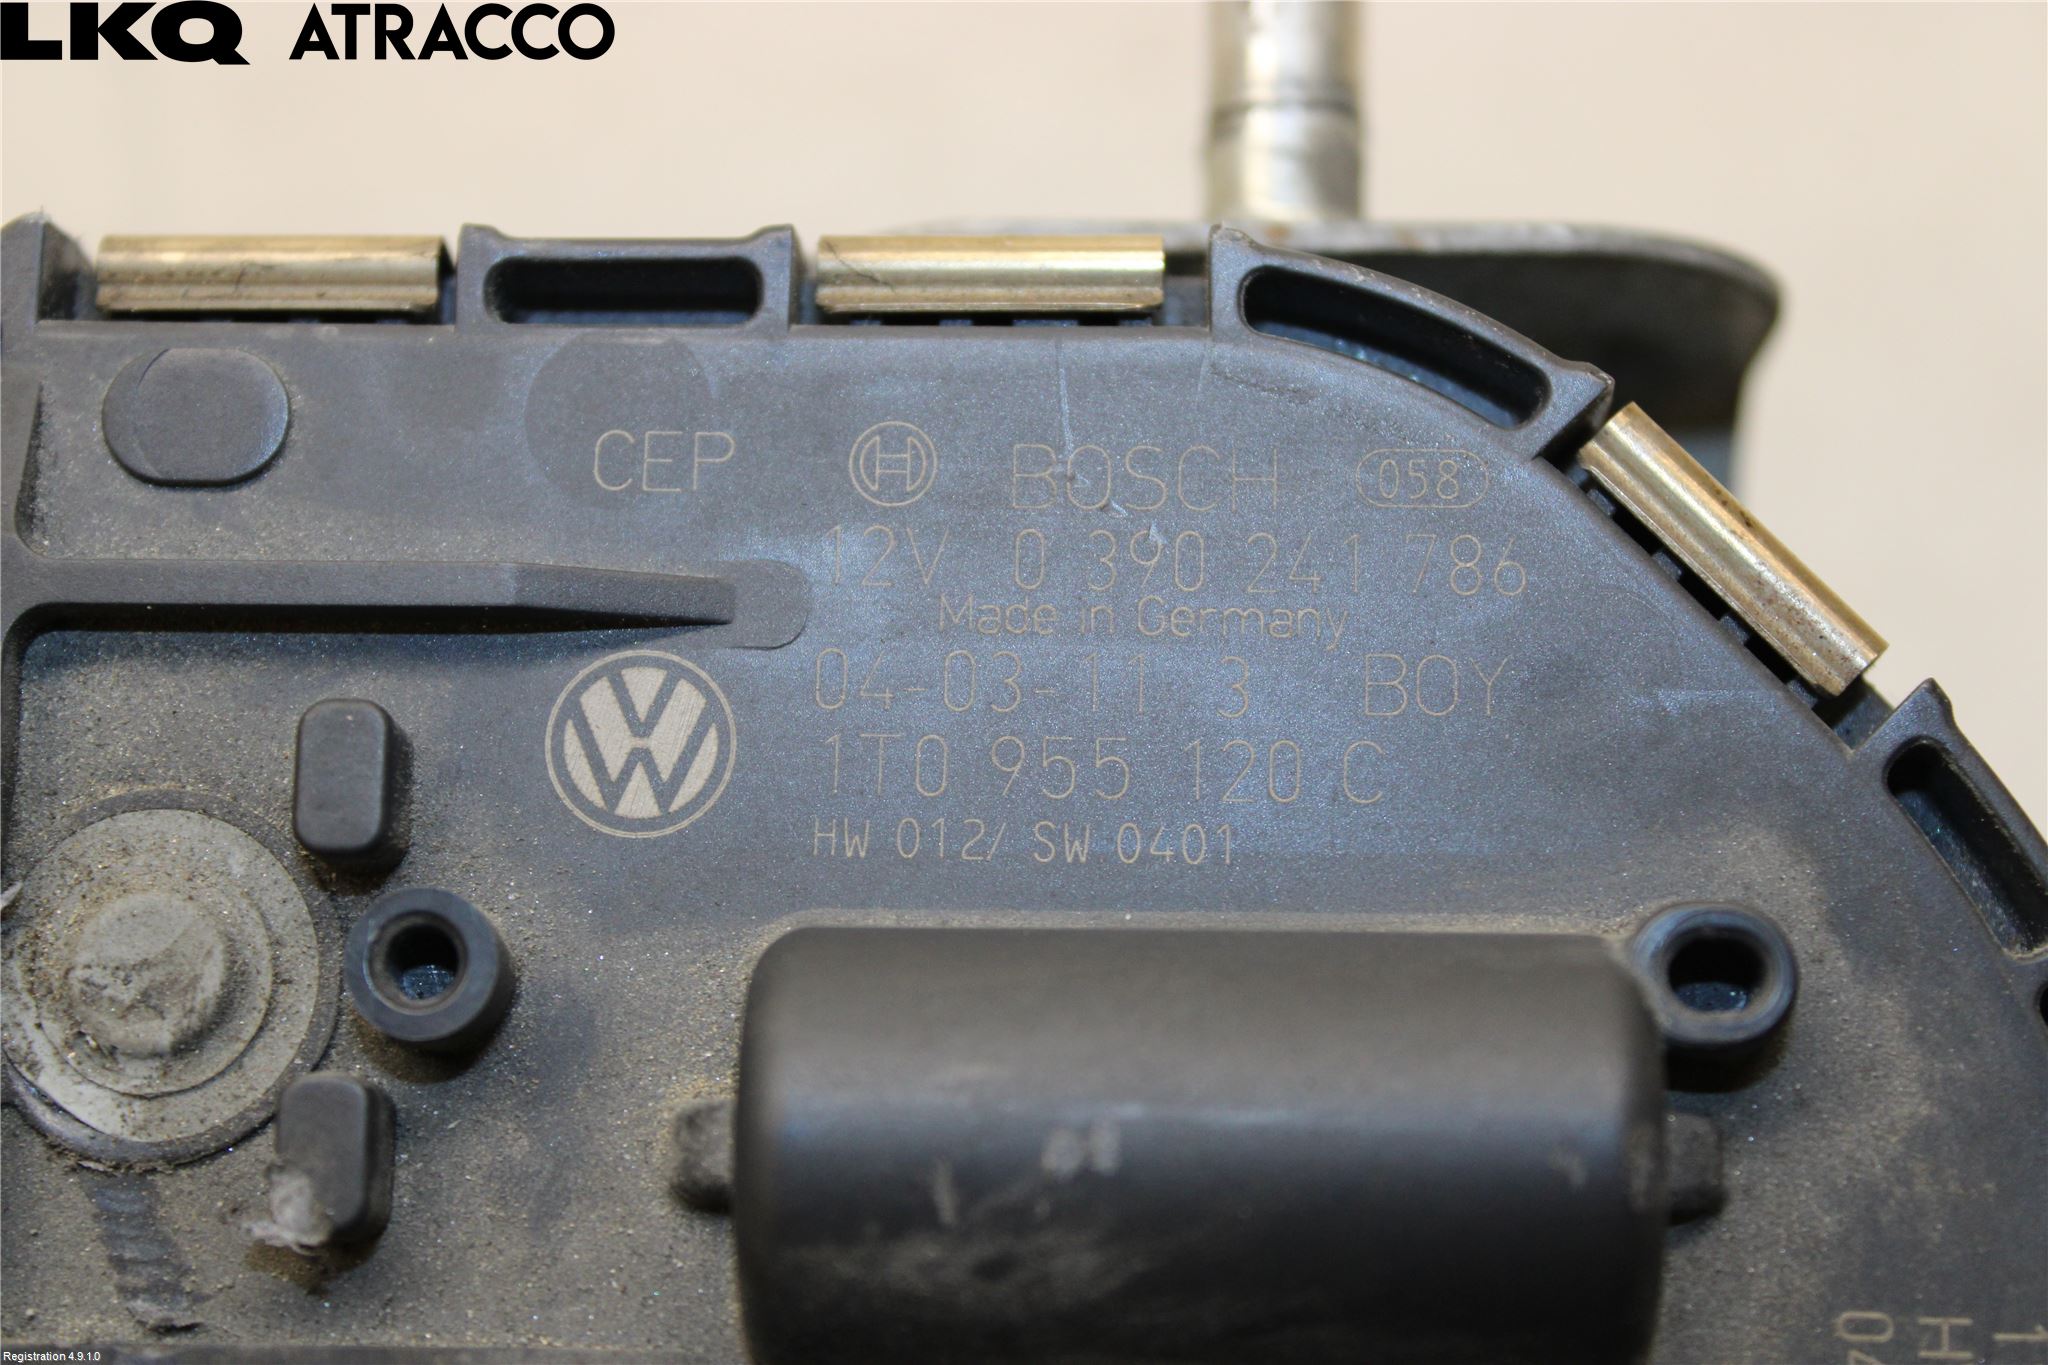 LKQ ATRACCO
CEP BOSCH 058
12V 0 390 241 786
Made in Germany
04-03-11 3 BOY
1T0 955 120 C
HW 012/ SW 0401
Registration 4.9.1.0